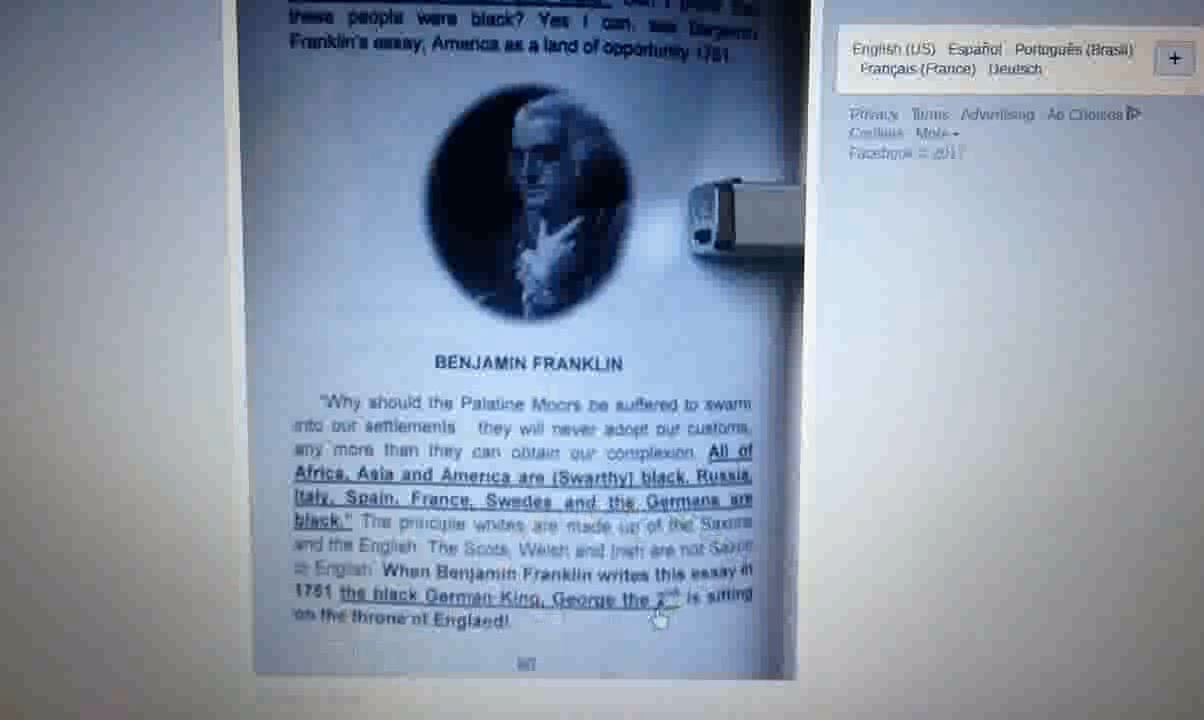 these people were black? Yes I can, see Benjamin
Franklin's essay, America as a land of opportunity 1751
BENJAMIN FRANKLIN
"Why should the Palatine Moors be suffered to swarm
into our settlements they will never adopt our customs,
any more than they can obtain our complexion. All of
Africa, Asia and America are [Swarthy] black. Russia,
Italy, Spain, France, Swedes and the Germans are
black." The principle whites are made up of the Saxons
and the English. The Scots, Welsh and Irish are not Saxon
English. When Benjamin Franklin writes this essay in
1751 the black German King, George the 2nd is sitting
on the throne of England!
English (US) Español Português (Brasil)
Français (France) Deutsch
+
Privacy Terms Advertising Ad Choices
Cookies More
Facebook © 2017